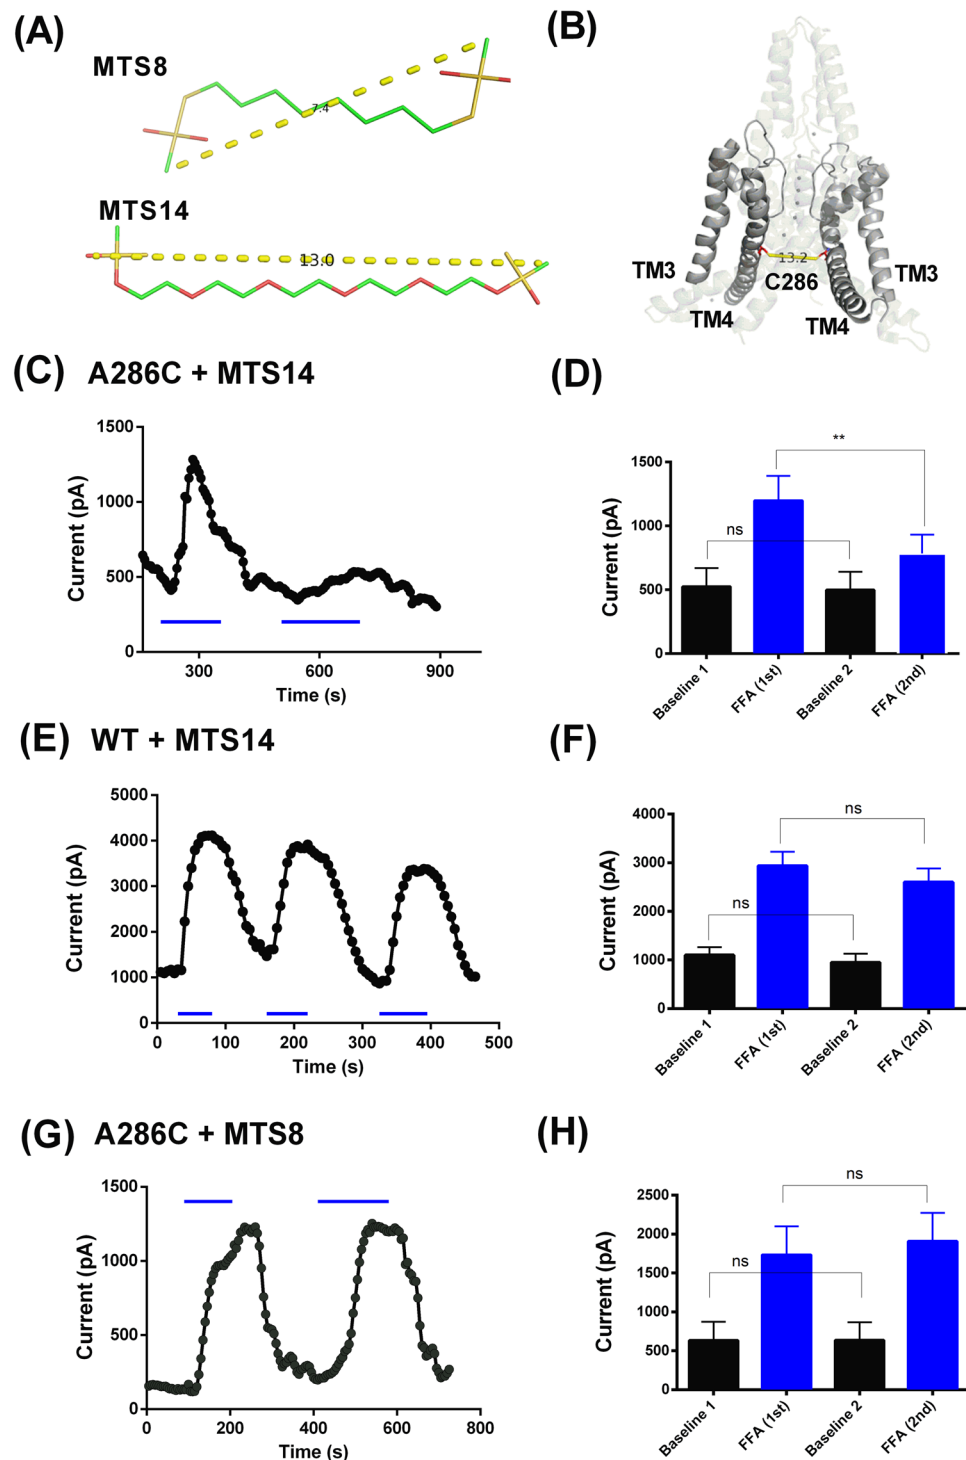 (A)
MTS8
7.4
MTS14
13.0
(B)
13.2
C286
TM3
TM3
TM4
TM4
(C) A286C + MTS14
1500
1000
500
0
Current (pA)
300 600 900
Time (s)
(D)
**
ns
1500
1000
500
0
Current (pA)
Baseline 1
FFA (1st)
Baseline 2
FFA (2nd)
(E) WT + MTS14
5000
4000
3000
2000
1000
0
Current (pA)
0 100 200 300 400 500
Time (s)
(F)
ns
ns
4000
3000
2000
1000
0
Current (pA)
Baseline 1
FFA (1st)
Baseline 2
FFA (2nd)
(G) A286C + MTS8
1500
1000
500
0
Current (pA)
0 200 400 600 800
Time (s)
(H)
ns
ns
2500
2000
1500
1000
500
0
Current (pA)
Baseline 1
FFA (1st)
Baseline 2
FFA (2nd)